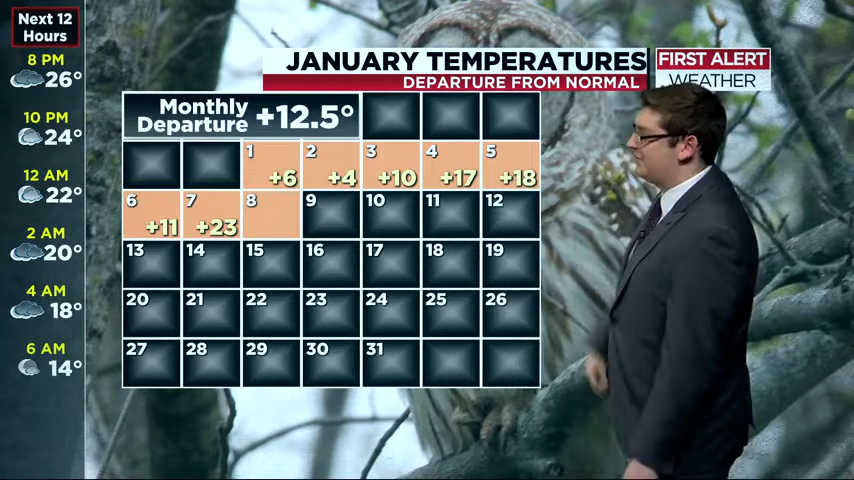 Next 12
Hours
8 PM
26°
10 PM
24°
12 AM
22°
2 AM
20°
4 AM
18°
6 AM
14°
JANUARY TEMPERATURES
DEPARTURE FROM NORMAL
FIRST ALERT
WEATHER
Monthly
Departure +12.5°
1 2 3 4 5
+6 +4 +10 +17 +18
6 7 8 9 10 11 12
+11 +23
13 14 15 16 17 18 19
20 21 22 23 24 25 26
27 28 29 30 31